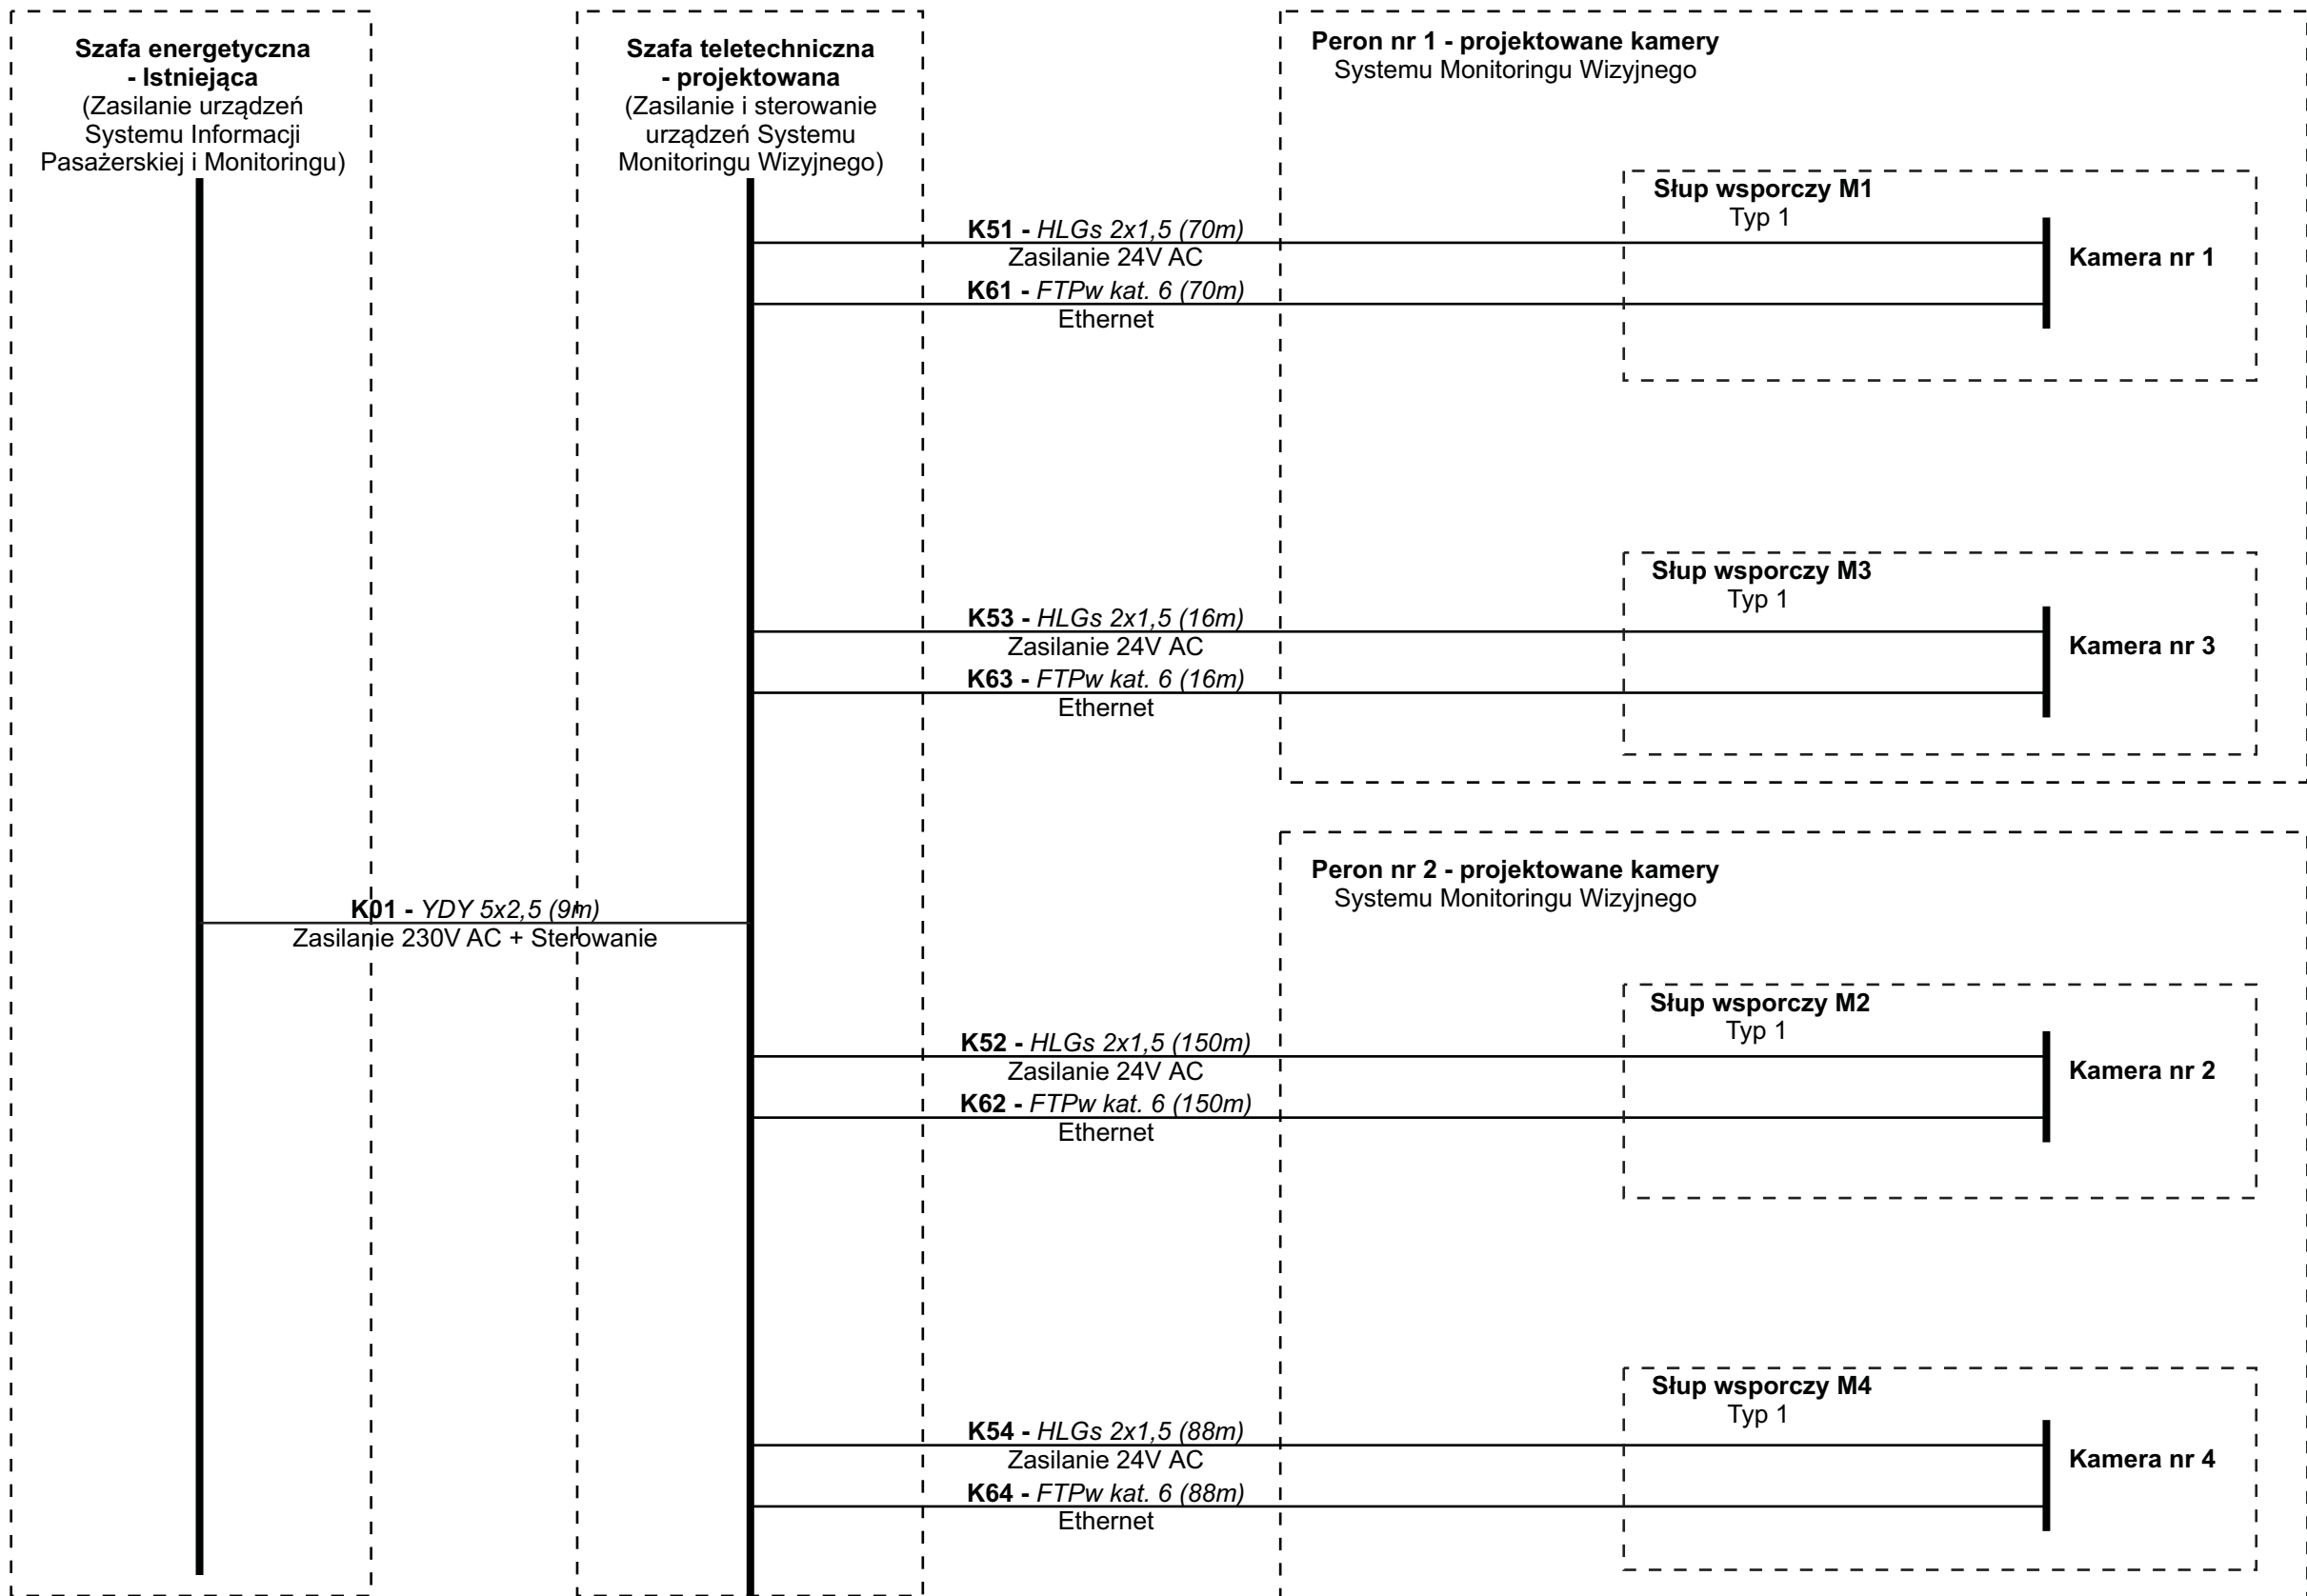 Szafa energetyczna
- Istniejąca
(Zasilanie urządzeń
Systemu Informacji
Pasażerskiej i Monitoringu)
Szafa teletechniczna
- projektowana
(Zasilanie i sterowanie
urządzeń Systemu
Monitoringu Wizyjnego)
K01 - YDY 5x2,5 (9m)
Zasilanie 230V AC + Sterowanie
Peron nr 1 - projektowane kamery
Systemu Monitoringu Wizyjnego
Słup wsporczy M1
Typ 1
K51 - HLGs 2x1,5 (70m)
Zasilanie 24V AC
K61 - FTPw kat. 6 (70m)
Ethernet
Kamera nr 1
Słup wsporczy M3
Typ 1
K53 - HLGs 2x1,5 (16m)
Zasilanie 24V AC
K63 - FTPw kat. 6 (16m)
Ethernet
Kamera nr 3
Peron nr 2 - projektowane kamery
Systemu Monitoringu Wizyjnego
Słup wsporczy M2
Typ 1
K52 - HLGs 2x1,5 (150m)
Zasilanie 24V AC
K62 - FTPw kat. 6 (150m)
Ethernet
Kamera nr 2
Słup wsporczy M4
Typ 1
K54 - HLGs 2x1,5 (88m)
Zasilanie 24V AC
K64 - FTPw kat. 6 (88m)
Ethernet
Kamera nr 4